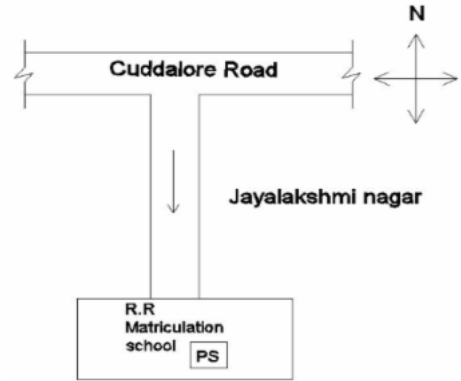 N
Cuddalore Road
Jayalakshmi nagar
R.R
Matriculation
school
PS